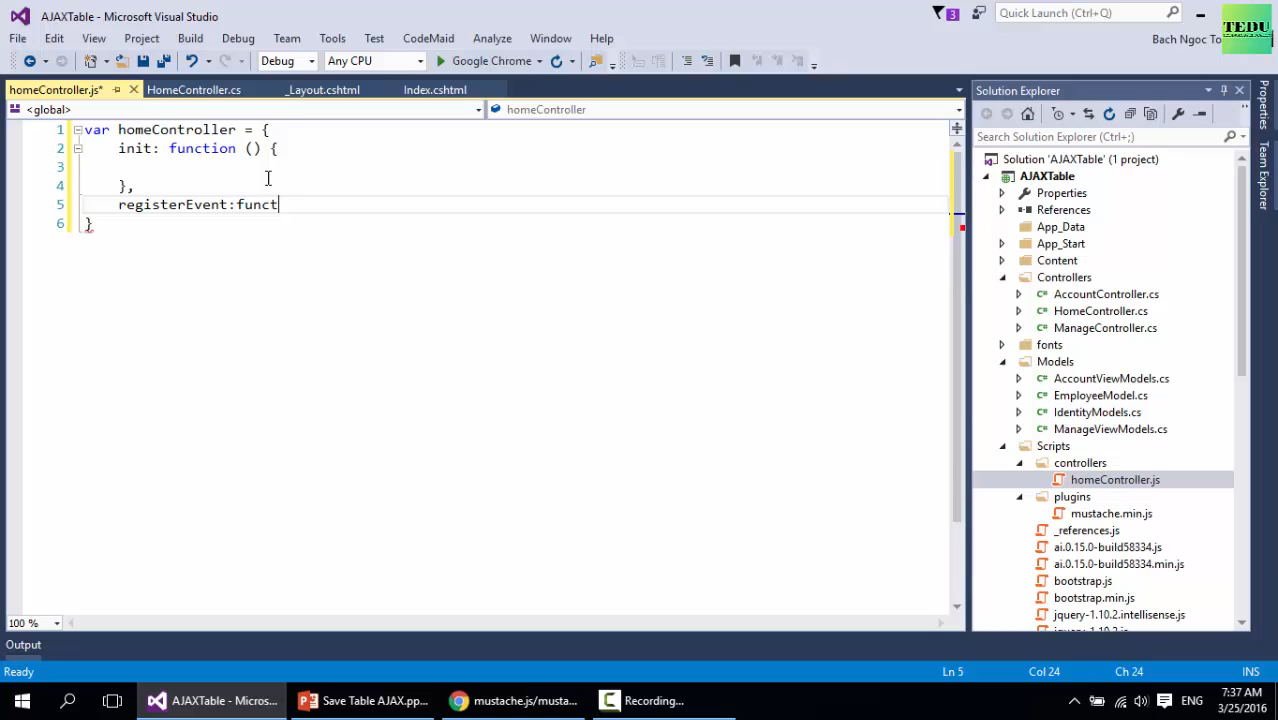 AJAXTable - Microsoft Visual Studio
3
Quick Launch (Ctrl+Q)
TEDU
File Edit View Project Build Debug Team Tools Test CodeMaid Analyze Window Help
Bach Ngoc To
Debug Any CPU Google Chrome
homeController.js* HomeController.cs _Layout.cshtml Index.cshtml
<global> homeController
1 var homeController = {
2 init: function () {
3
4 },
5 registerEvent:funct
6 }
100 %
Solution Explorer
Search Solution Explorer (Ctrl+;)
Solution 'AJAXTable' (1 project)
AJAXTable
Properties
References
App_Data
App_Start
Content
Controllers
AccountController.cs
HomeController.cs
ManageController.cs
fonts
Models
AccountViewModels.cs
EmployeeModel.cs
IdentityModels.cs
ManageViewModels.cs
Scripts
controllers
homeController.js
plugins
mustache.min.js
_references.js
ai.0.15.0-build58334.js
ai.0.15.0-build58334.min.js
bootstrap.js
bootstrap.min.js
jquery-1.10.2.intellisense.js
Properties
Team Explorer
Output
Ready Ln 5 Col 24 Ch 24 INS
AJAXTable - Micros... Save Table AJAX.pp... mustache.js/musta... Recording... ENG
7:37 AM
3/25/2016